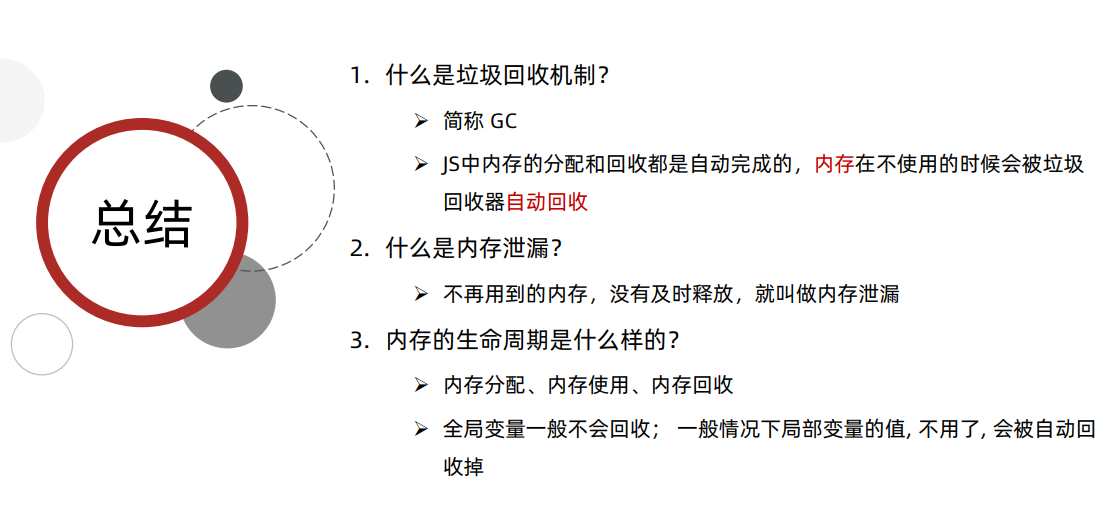 总结
1. 什么是垃圾回收机制？
➢ 简称 GC
➢ JS中内存的分配和回收都是自动完成的，内存在不使用的时候会被垃圾
回收器自动回收
2. 什么是内存泄漏？
➢ 不再用到的内存，没有及时释放，就叫做内存泄漏
3. 内存的生命周期是什么样的？
➢ 内存分配、内存使用、内存回收
➢ 全局变量一般不会回收； 一般情况下局部变量的值, 不用了, 会被自动回
收掉